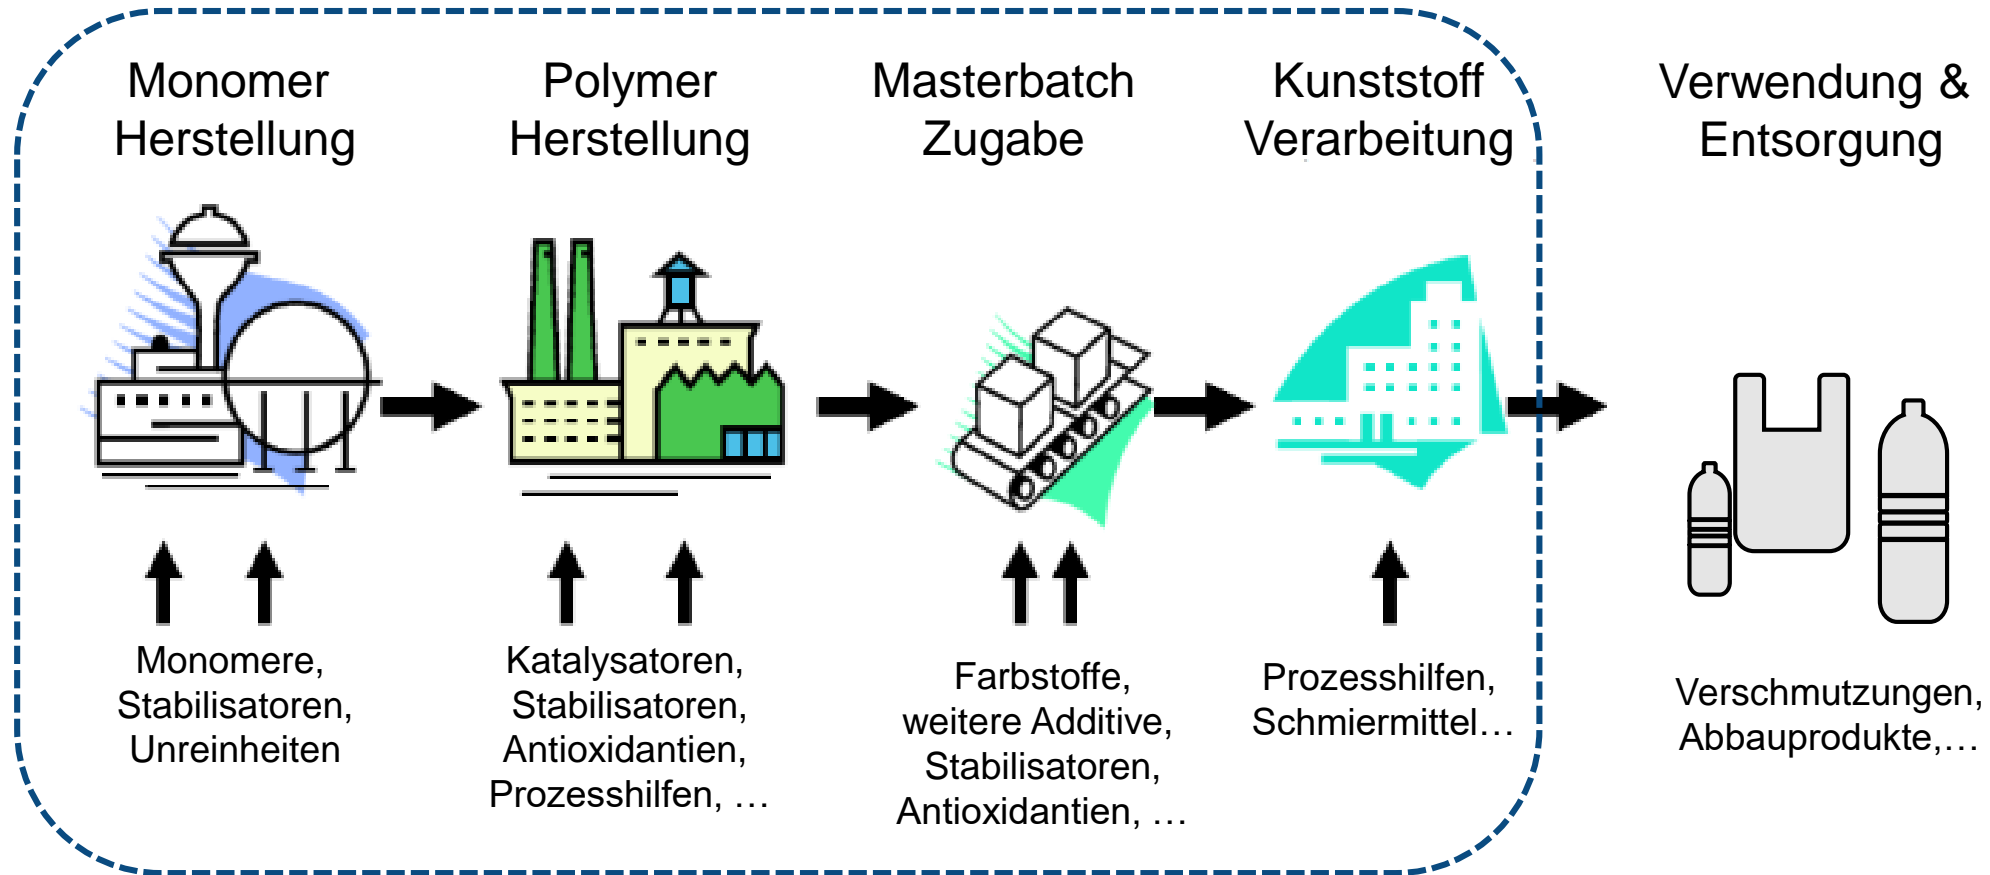 Monomer
Herstellung
Polymer
Herstellung
Masterbatch
Zugabe
Kunststoff
Verarbeitung
Verwendung &
Entsorgung
Monomere,
Stabilisatoren,
Unreinheiten
Katalysatoren,
Stabilisatoren,
Antioxidantien,
Prozesshilfen, …
Farbstoffe,
weitere Additive,
Stabilisatoren,
Antioxidantien, …
Prozesshilfen,
Schmiermittel…
Verschmutzungen,
Abbauprodukte,…